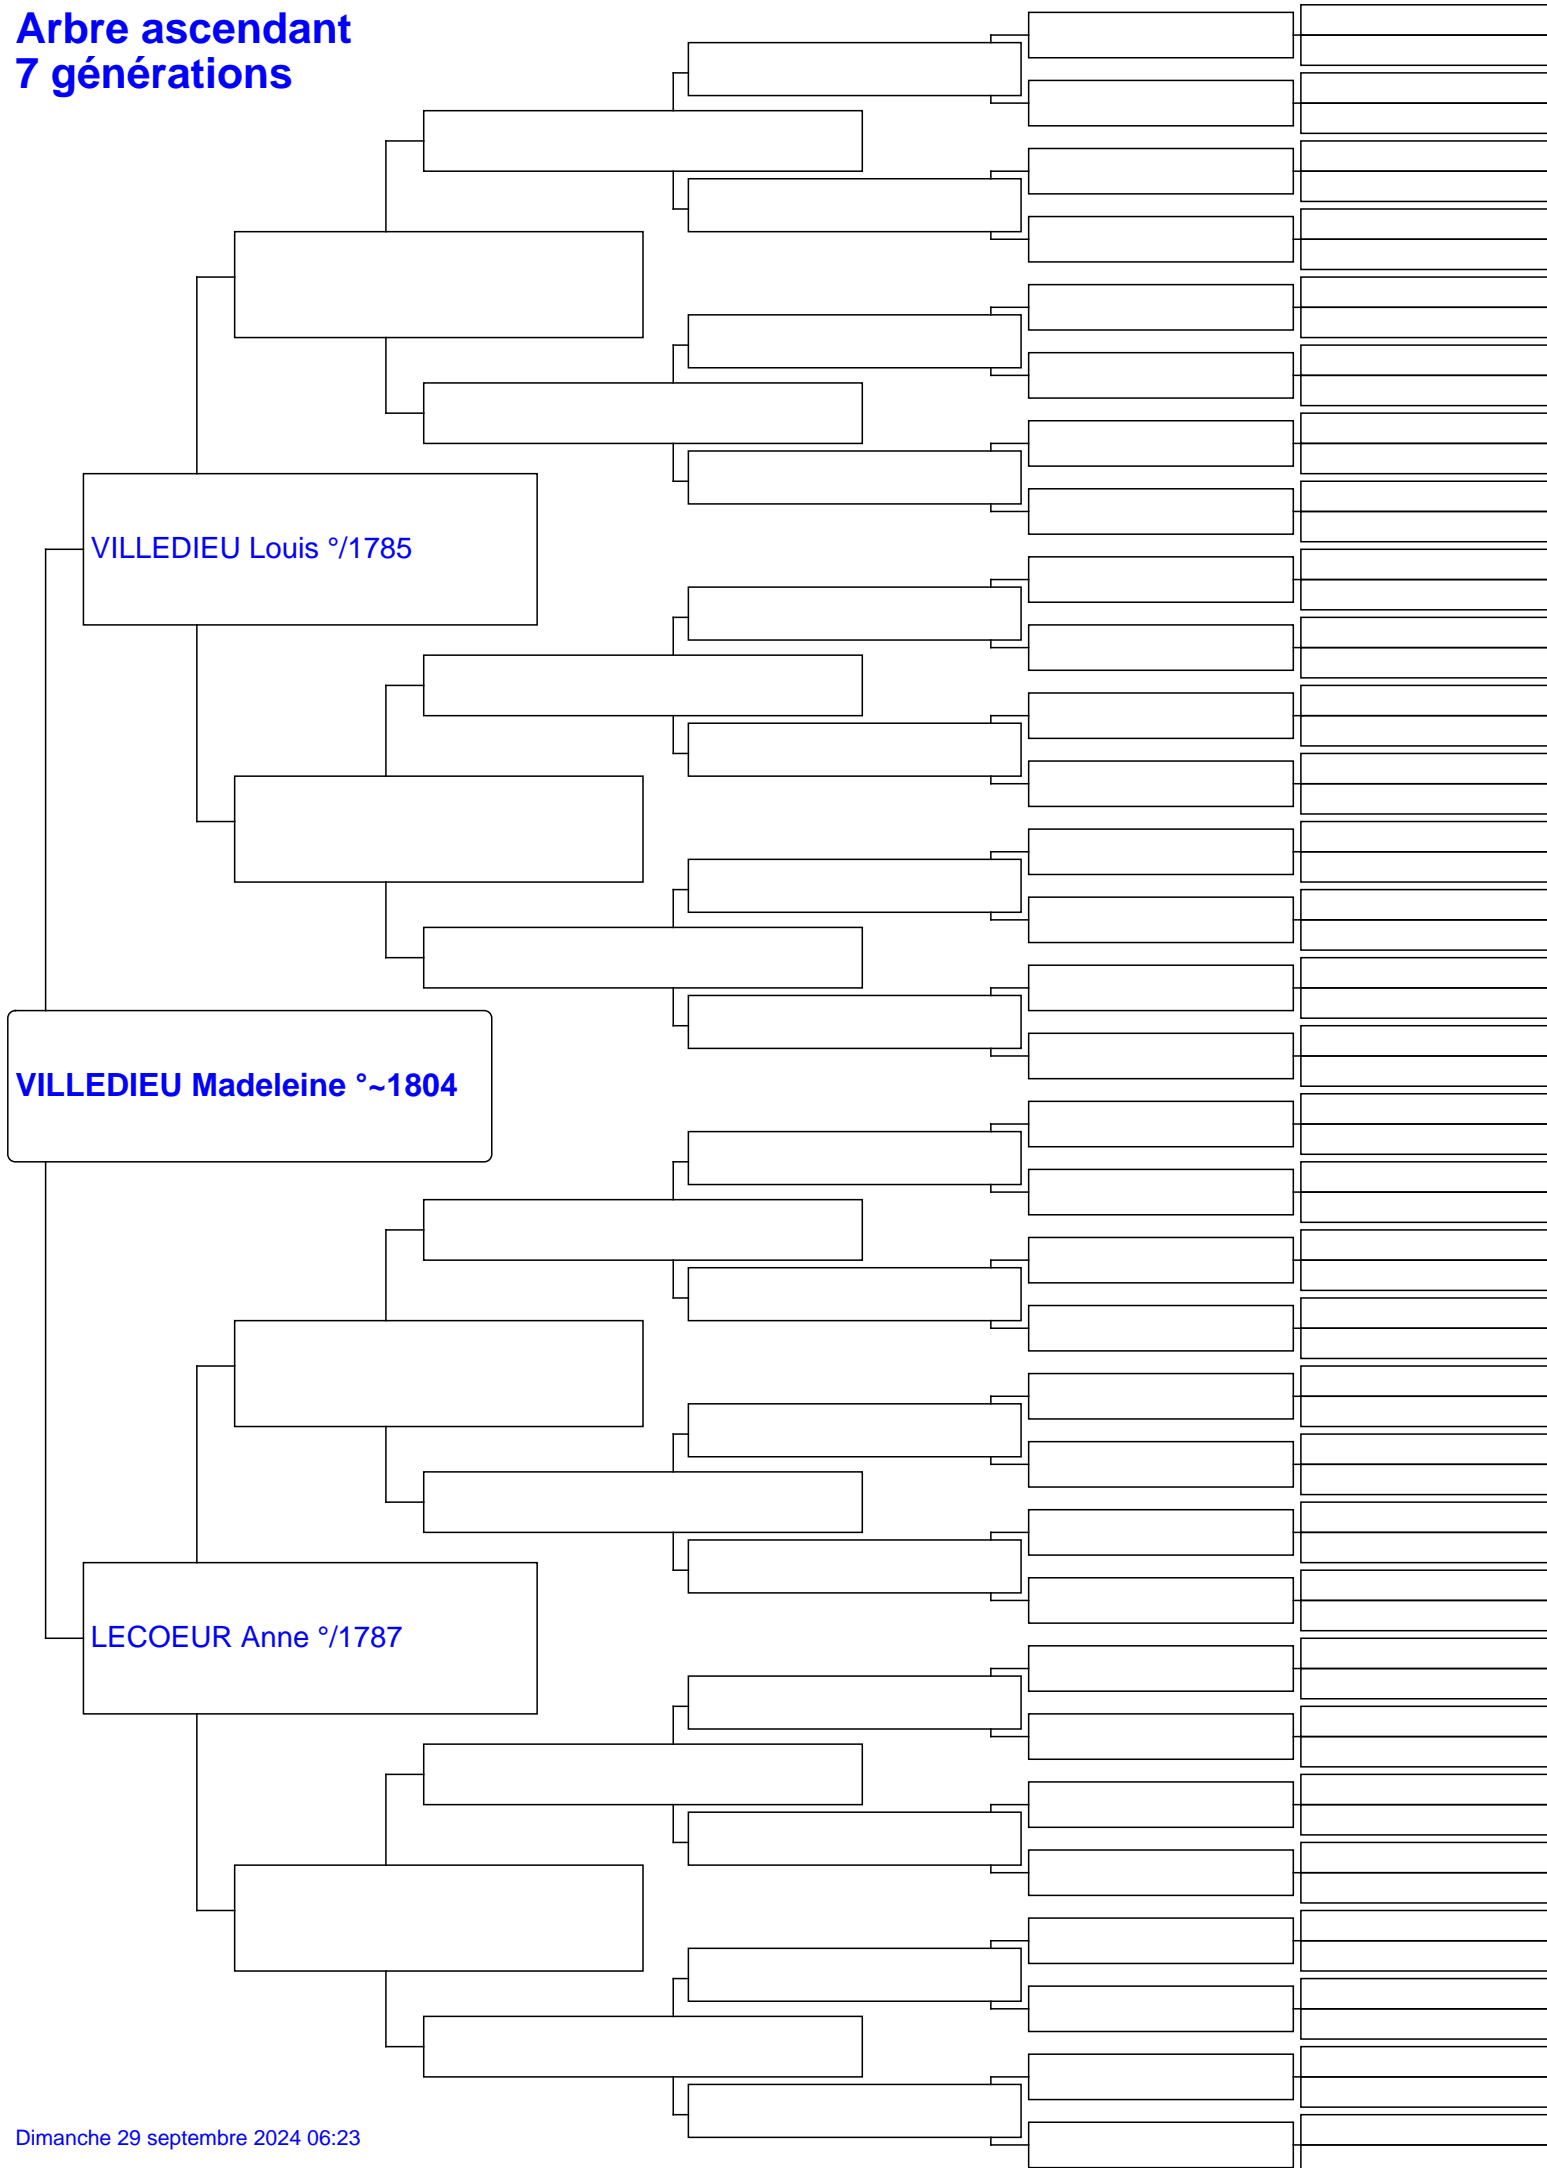 Arbre ascendant
7 générations
VILLEDIEU Louis °/1785
VILLEDIEU Madeleine °~1804
LECOEUR Anne °/1787
Dimanche 29 septembre 2024 06:23